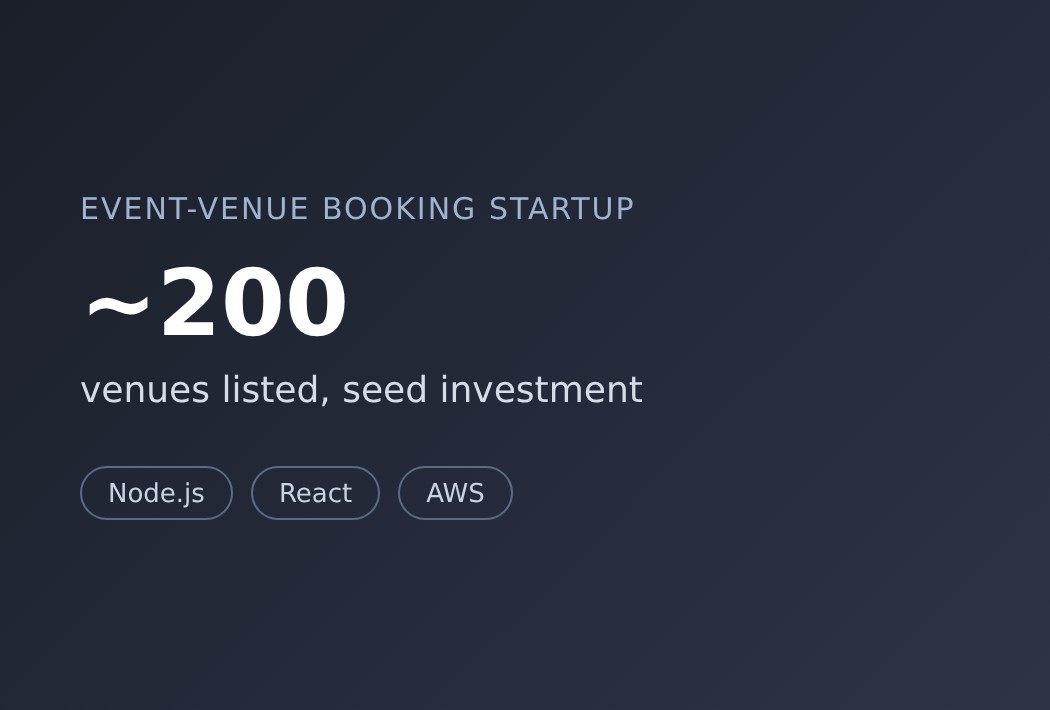 EVENT-VENUE BOOKING STARTUP
~200
venues listed, seed investment
Node.js React AWS